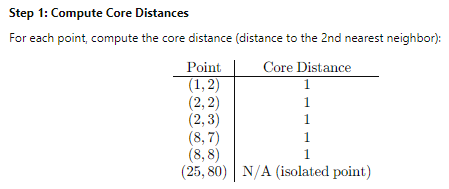 Step 1: Compute Core Distances
For each point, compute the core distance (distance to the 2nd nearest neighbor):
Point Core Distance
(1, 2) 1
(2, 2) 1
(2, 3) 1
(8, 7) 1
(8, 8) 1
(25, 80) N/A (isolated point)